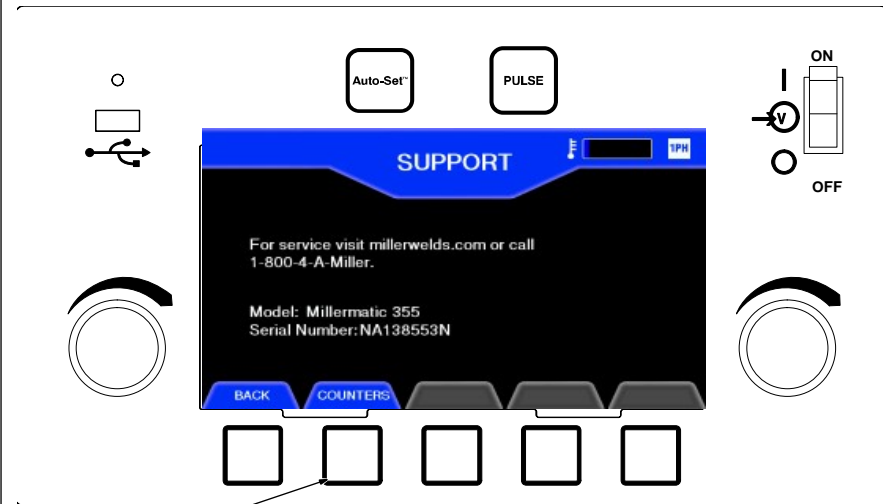 ON
Auto-Set™
PULSE
V
SUPPORT
1PH
OFF
For service visit millerwelds.com or call
1-800-4-A-Miller.
Model: Millermatic 355
Serial Number: NA138553N
BACK
COUNTERS